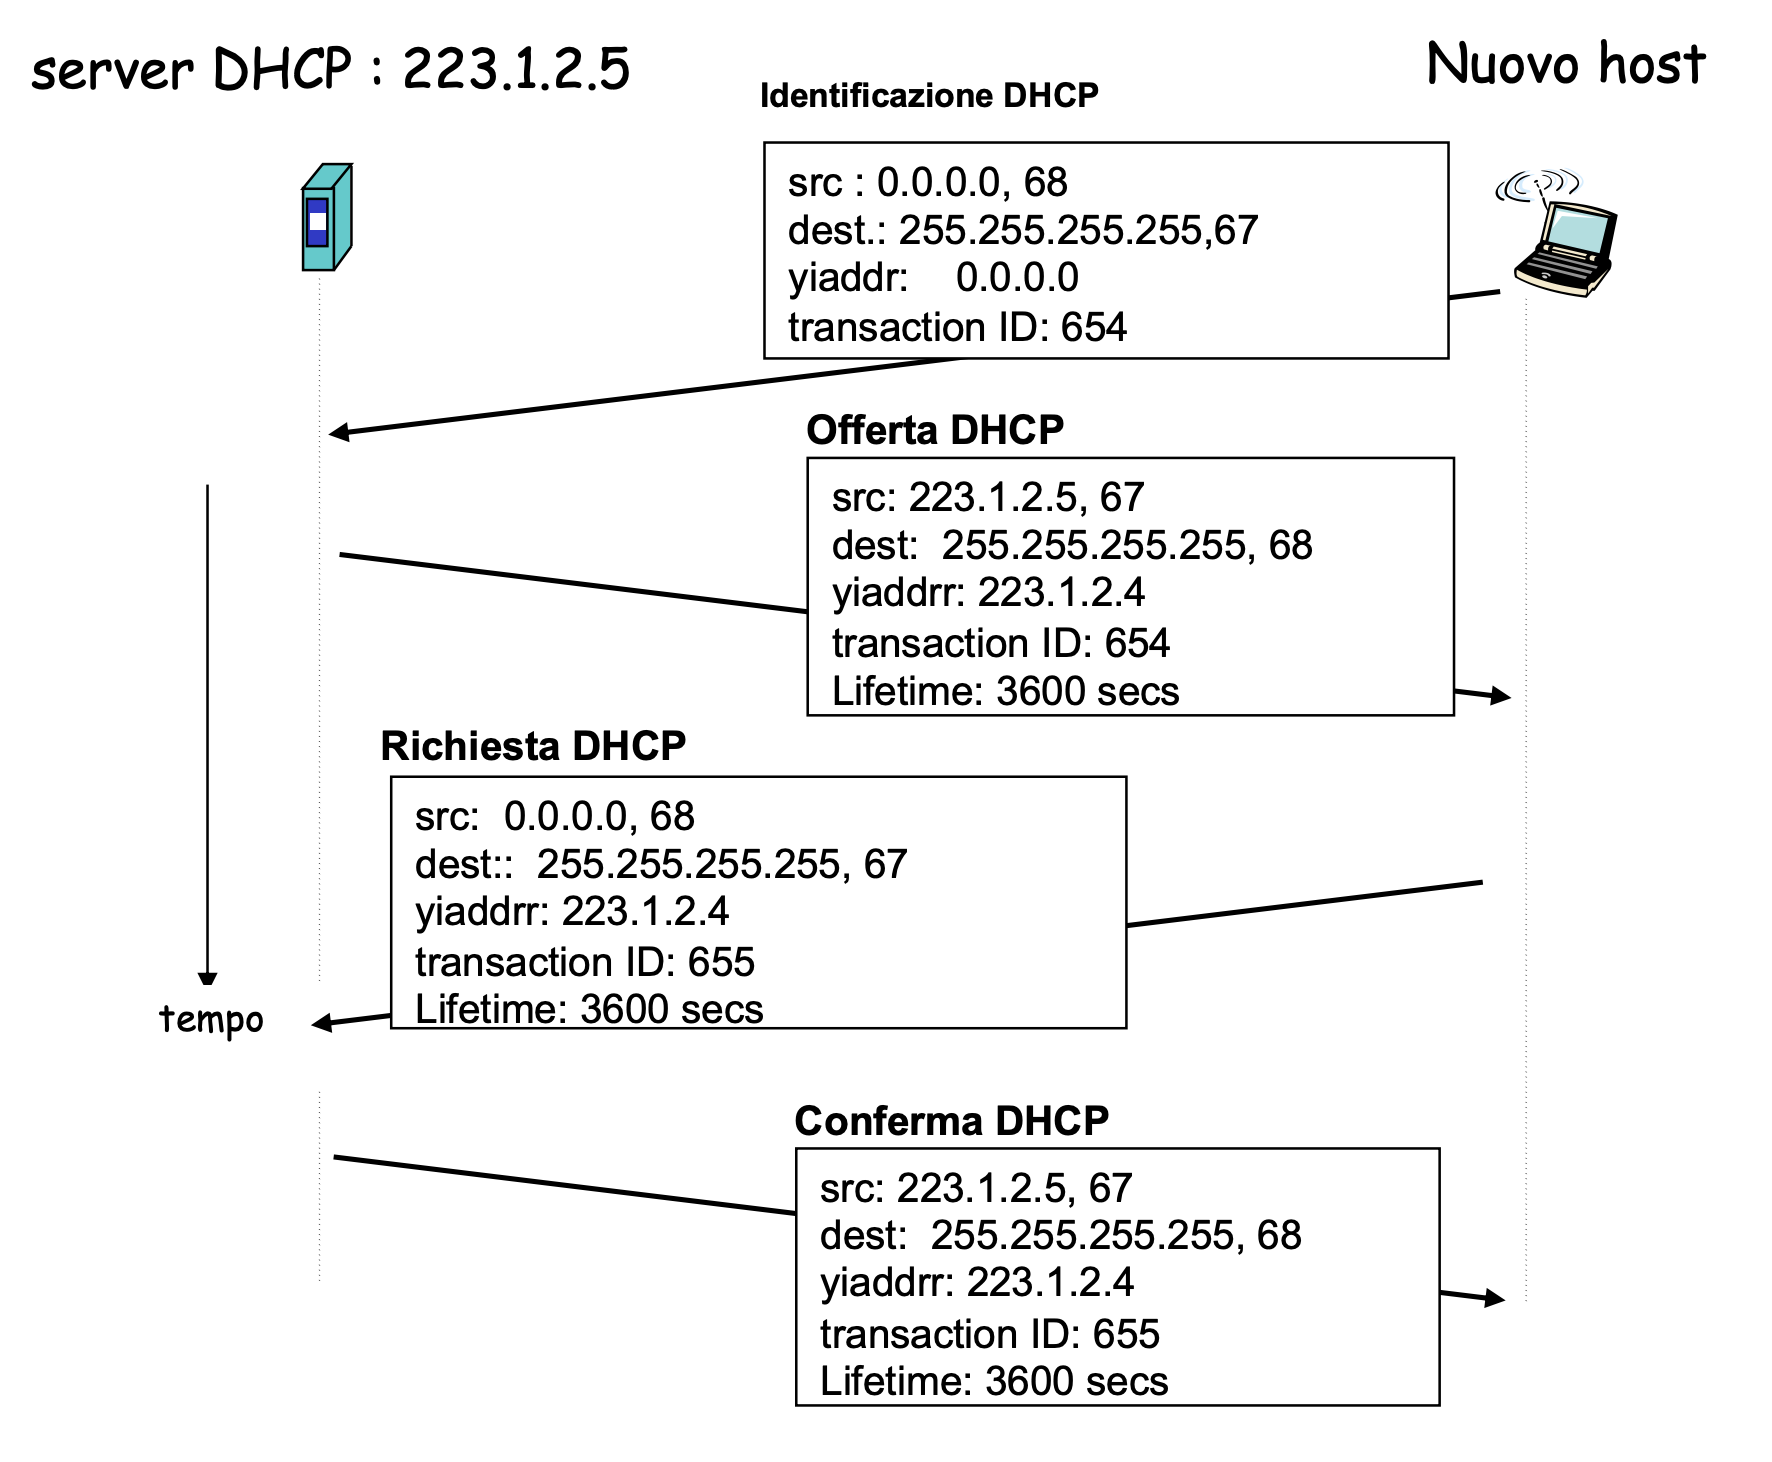 server DHCP : 223.1.2.5
Nuovo host
Identificazione DHCP
src : 0.0.0.0, 68
dest.: 255.255.255.255,67
yiaddr: 0.0.0.0
transaction ID: 654
Offerta DHCP
src: 223.1.2.5, 67
dest: 255.255.255.255, 68
yiaddrr: 223.1.2.4
transaction ID: 654
Lifetime: 3600 secs
Richiesta DHCP
src: 0.0.0.0, 68
dest:: 255.255.255.255, 67
yiaddrr: 223.1.2.4
transaction ID: 655
Lifetime: 3600 secs
tempo
Conferma DHCP
src: 223.1.2.5, 67
dest: 255.255.255.255, 68
yiaddrr: 223.1.2.4
transaction ID: 655
Lifetime: 3600 secs